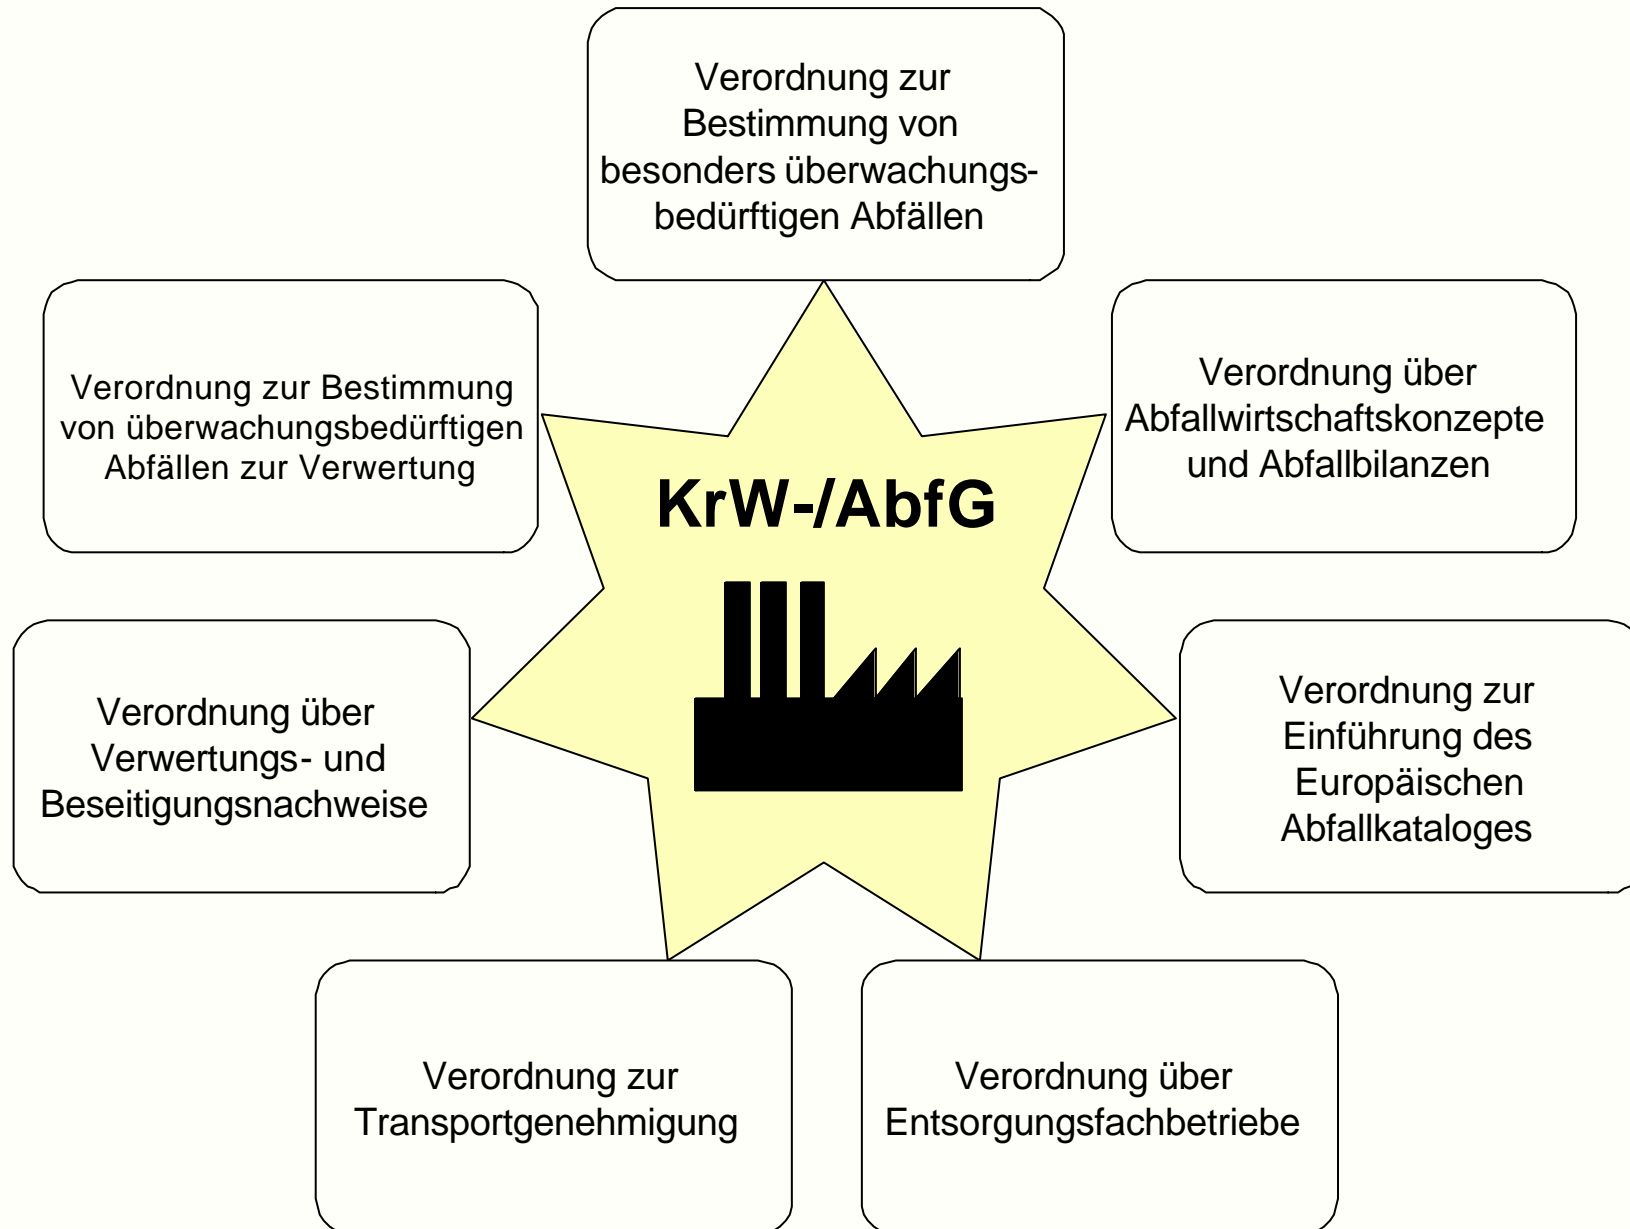 Verordnung zur
Bestimmung von
besonders überwachungs-
bedürftigen Abfällen
Verordnung zur Bestimmung
von überwachungsbedürftigen
Abfällen zur Verwertung
Verordnung über
Abfallwirtschaftskonzepte
und Abfallbilanzen
KrW-/AbfG
Verordnung über
Verwertungs- und
Beseitigungsnachweise
Verordnung zur
Einführung des
Europäischen
Abfallkataloges
Verordnung zur
Transportgenehmigung
Verordnung über
Entsorgungsfachbetriebe